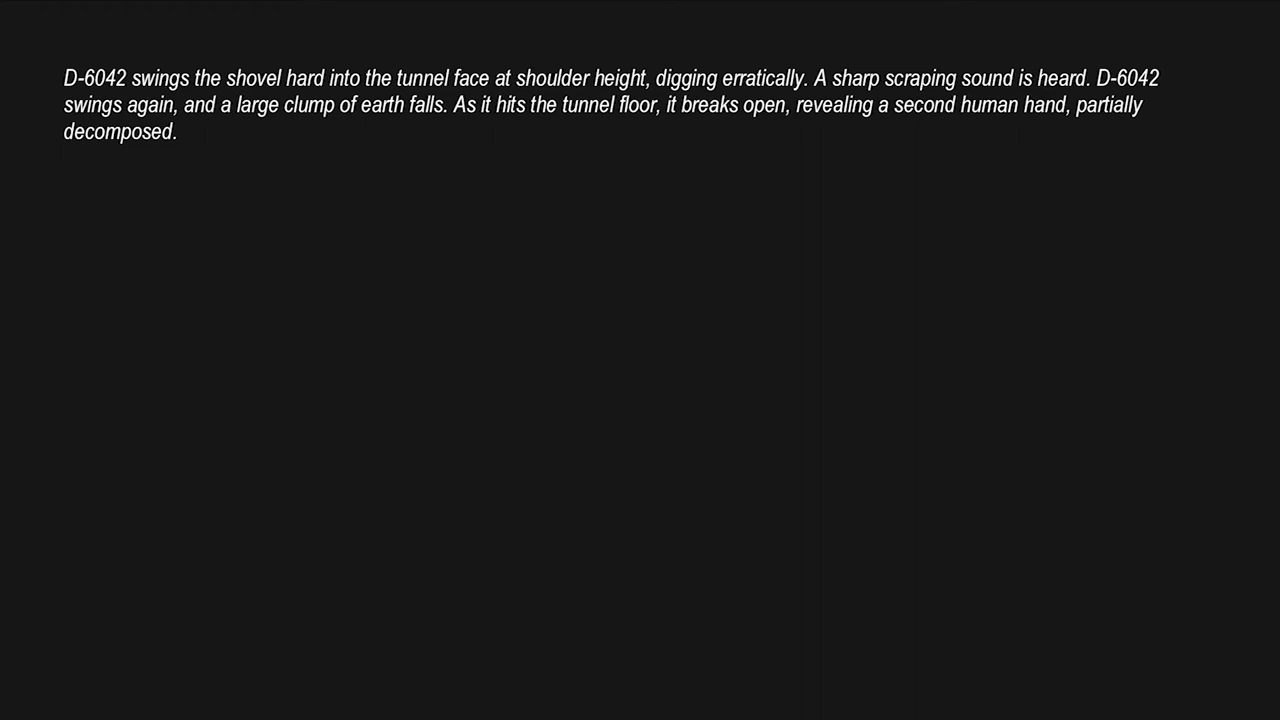 D-6042 swings the shovel hard into the tunnel face at shoulder height, digging erratically. A sharp scraping sound is heard. D-6042
swings again, and a large clump of earth falls. As it hits the tunnel floor, it breaks open, revealing a second human hand, partially
decomposed.